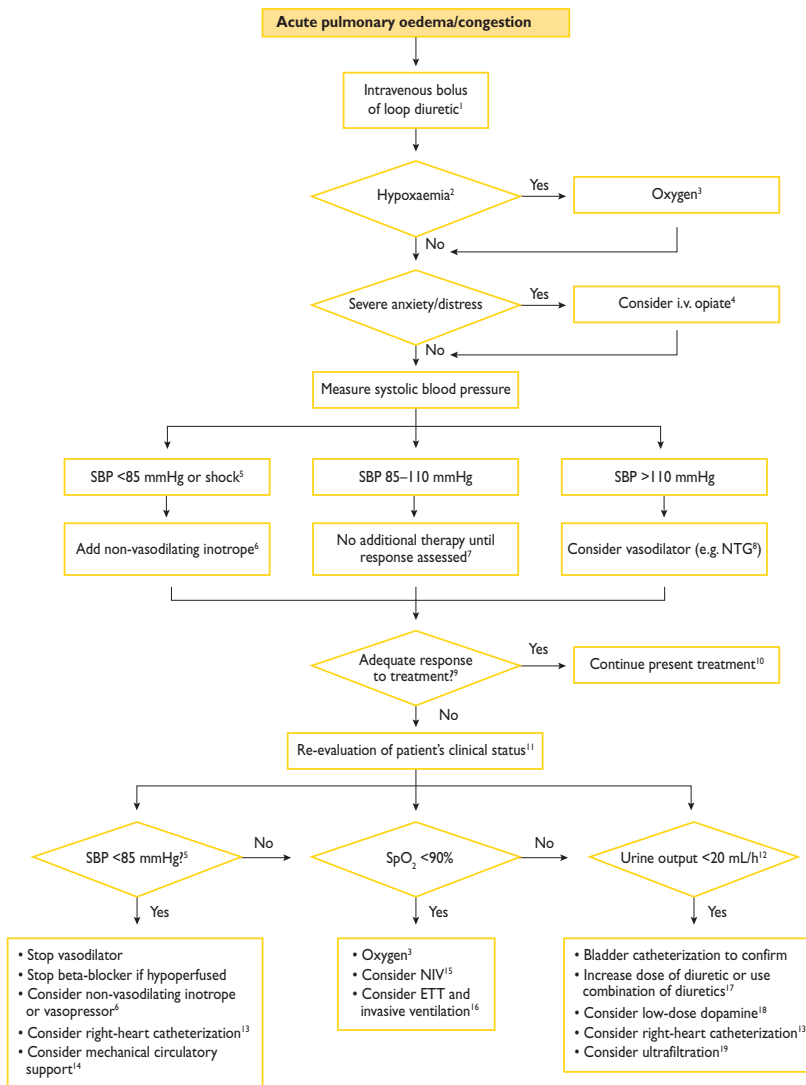 Acute pulmonary oedema/congestion
Intravenous bolus
of loop diuretic¹
Hypoxaemia²
Yes
Oxygen³
No
Severe anxiety/distress
Yes
Consider i.v. opiate⁴
No
Measure systolic blood pressure
SBP <85 mmHg or shock⁵
SBP 85–110 mmHg
SBP >110 mmHg
Add non-vasodilating inotrope⁶
No additional therapy until
response assessed⁷
Consider vasodilator (e.g. NTG⁸)
Adequate response
to treatment?⁹
Yes
Continue present treatment¹⁰
No
Re-evaluation of patient’s clinical status¹¹
SBP <85 mmHg?⁵
No
SpO₂ <90%
No
Urine output <20 mL/h¹²
Yes
Yes
Yes
• Stop vasodilator
• Stop beta-blocker if hypoperfused
• Consider non-vasodilating inotrope
or vasopressor⁶
• Consider right-heart catheterization¹³
• Consider mechanical circulatory
support¹⁴
• Oxygen³
• Consider NIV¹⁵
• Consider ETT and
invasive ventilation¹⁶
• Bladder catheterization to confirm
• Increase dose of diuretic or use
combination of diuretics¹⁷
• Consider low-dose dopamine¹⁸
• Consider right-heart catheterization¹³
• Consider ultrafiltration¹⁹